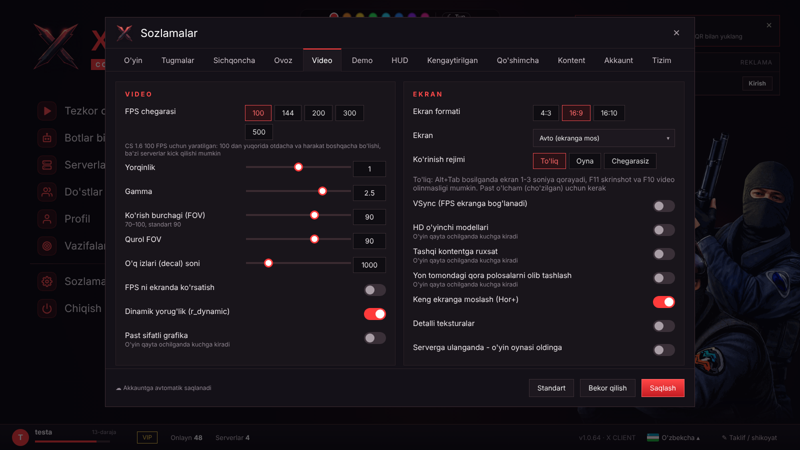 Sozlamalar
O'yin Tugmalar Sichqoncha Ovoz Video Demo HUD Kengaytirilgan Qo'shimcha Kontent Akkaunt Tizim
VIDEO
FPS chegarasi
100 144 200 300
500
CS 1.6 100 FPS uchun yaratilgan: 100 dan yuqorida otdacha va harakat boshqacha bo'lishi,
ba'zi serverlar kick qilishi mumkin
Yorqinlik 1
Gamma 2.5
Ko'rish burchagi (FOV) 90
70–100, standart 90
Qurol FOV 90
O'q izlari (decal) soni 1000
FPS ni ekranda ko'rsatish
Dinamik yorug'lik (r_dynamic)
Past sifatli grafika
O'yin qayta ochilganda kuchga kiradi
EKRAN
Ekran formati 4:3 16:9 16:10
Ekran Avto (ekranga mos)
Ko'rinish rejimi To'liq Oyna Chegarasiz
To'liq: Alt+Tab bosilganda ekran 1-3 soniya qorayadi, F11 skrinshot va F10 video
olinmasligi mumkin. Past o'lcham (cho'zilgan) uchun kerak
VSync (FPS ekranga bog'lanadi)
HD o'yinchi modellari
O'yin qayta ochilganda kuchga kiradi
Tashqi kontentga ruxsat
O'yin qayta ochilganda kuchga kiradi
Yon tomondagi qora polosalarni olib tashlash
O'yin qayta ochilganda kuchga kiradi
Keng ekranga moslash (Hor+)
Detalli teksturalar
Serverga ulanganda - o'yin oynasi oldinga
Akkauntga avtomatik saqlanadi
Standart Bekor qilish Saqlash
Tezkor
Botlar bi
Serverla
Do'stlar
Profil
Vazifalar
Sozlama
Chiqish
QR bilan yuklang
REKLAMA
Kirish
T testa
VIP Onlayn 48 Serverlar 4
v1.0.64 · X CLIENT O'zbekcha Taklif / shikoyat